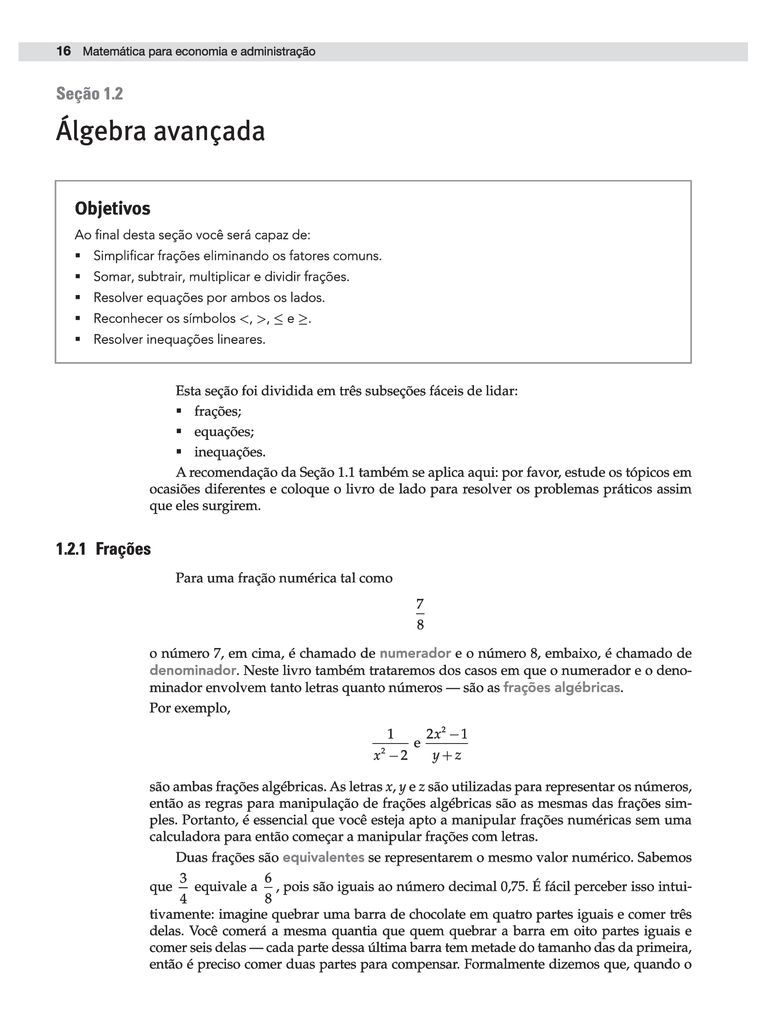 16 Matemática para economia e administração
Seção 1.2
Álgebra avançada
Objetivos
Ao final desta seção você será capaz de:
▪ Simplificar frações eliminando os fatores comuns.
▪ Somar, subtrair, multiplicar e dividir frações.
▪ Resolver equações por ambos os lados.
▪ Reconhecer os símbolos <, >, ≤ e ≥.
▪ Resolver inequações lineares.
Esta seção foi dividida em três subseções fáceis de lidar:
▪ frações;
▪ equações;
▪ inequações.
A recomendação da Seção 1.1 também se aplica aqui: por favor, estude os tópicos em
ocasiões diferentes e coloque o livro de lado para resolver os problemas práticos assim
que eles surgirem.
1.2.1 Frações
Para uma fração numérica tal como
7
8
o número 7, em cima, é chamado de numerador e o número 8, embaixo, é chamado de
denominador. Neste livro também trataremos dos casos em que o numerador e o deno-
minador envolvem tanto letras quanto números — são as frações algébricas.
Por exemplo,
1/(x² − 2) e (2x² − 1)/(y + z)
são ambas frações algébricas. As letras x, y e z são utilizadas para representar os números,
então as regras para manipulação de frações algébricas são as mesmas das frações sim-
ples. Portanto, é essencial que você esteja apto a manipular frações numéricas sem uma
calculadora para então começar a manipular frações com letras.
Duas frações são equivalentes se representarem o mesmo valor numérico. Sabemos
que 3/4 equivale a 6/8, pois são iguais ao número decimal 0,75. É fácil perceber isso intui-
tivamente: imagine quebrar uma barra de chocolate em quatro partes iguais e comer três
delas. Você comerá a mesma quantia que quem quebrar a barra em oito partes iguais e
comer seis delas — cada parte dessa última barra tem metade do tamanho das da primeira,
então é preciso comer duas partes para compensar. Formalmente dizemos que, quando o